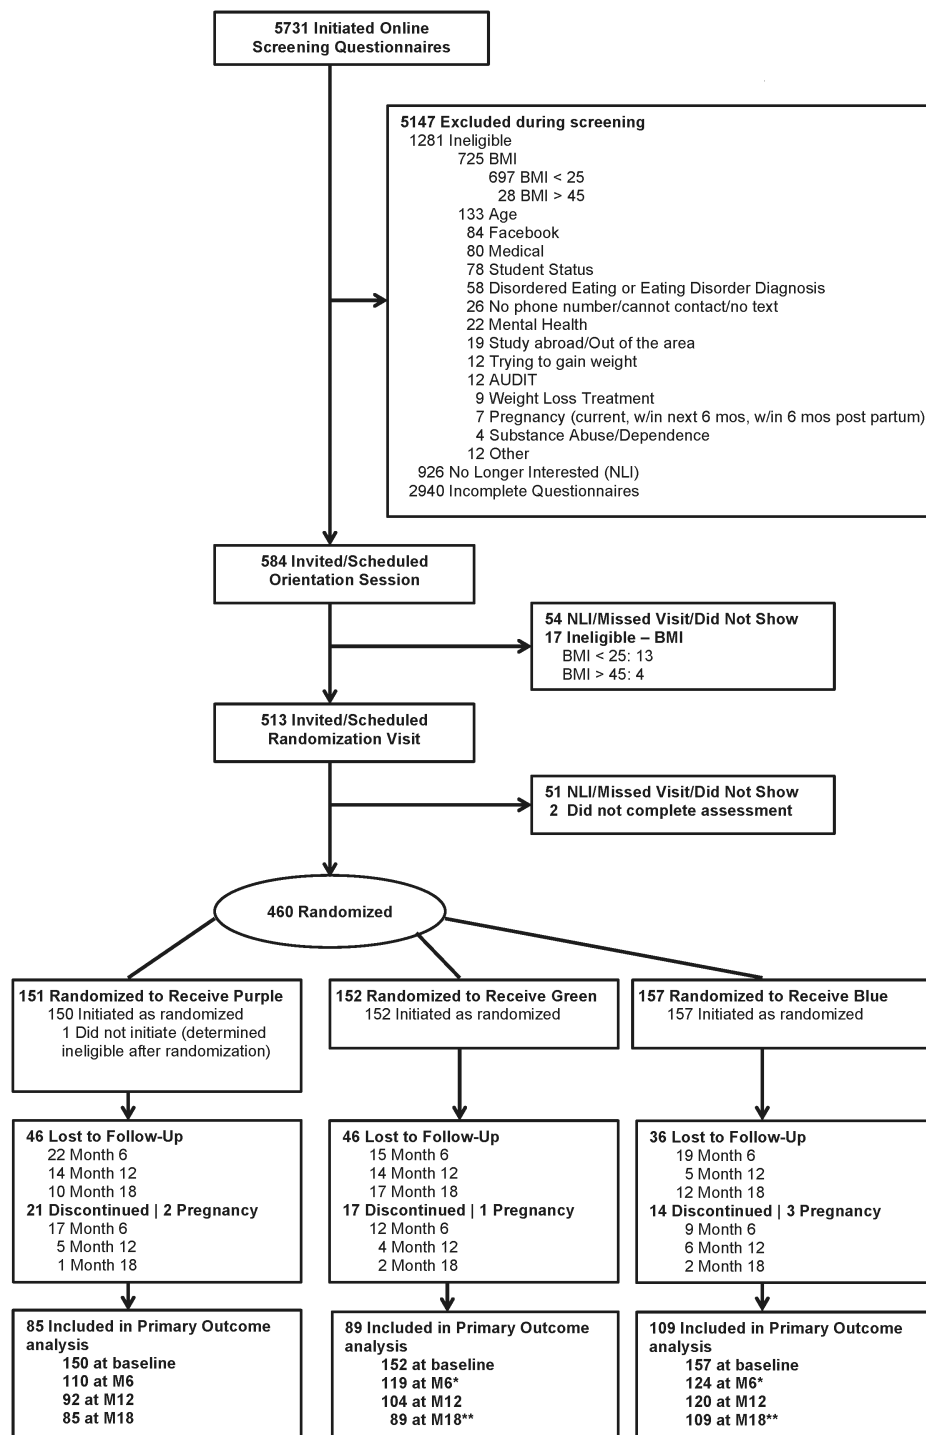 5731 Initiated Online
Screening Questionnaires
5147 Excluded during screening
1281 Ineligible
725 BMI
697 BMI < 25
28 BMI > 45
133 Age
84 Facebook
80 Medical
78 Student Status
58 Disordered Eating or Eating Disorder Diagnosis
26 No phone number/cannot contact/no text
22 Mental Health
19 Study abroad/Out of the area
12 Trying to gain weight
12 AUDIT
9 Weight Loss Treatment
7 Pregnancy (current, w/in next 6 mos, w/in 6 mos post partum)
4 Substance Abuse/Dependence
12 Other
926 No Longer Interested (NLI)
2940 Incomplete Questionnaires
584 Invited/Scheduled
Orientation Session
54 NLI/Missed Visit/Did Not Show
17 Ineligible – BMI
BMI < 25: 13
BMI > 45: 4
513 Invited/Scheduled
Randomization Visit
51 NLI/Missed Visit/Did Not Show
2 Did not complete assessment
460 Randomized
151 Randomized to Receive Purple
150 Initiated as randomized
1 Did not initiate (determined
ineligible after randomization)
152 Randomized to Receive Green
152 Initiated as randomized
157 Randomized to Receive Blue
157 Initiated as randomized
46 Lost to Follow-Up
22 Month 6
14 Month 12
10 Month 18
21 Discontinued | 2 Pregnancy
17 Month 6
5 Month 12
1 Month 18
46 Lost to Follow-Up
15 Month 6
14 Month 12
17 Month 18
17 Discontinued | 1 Pregnancy
12 Month 6
4 Month 12
2 Month 18
36 Lost to Follow-Up
19 Month 6
5 Month 12
12 Month 18
14 Discontinued | 3 Pregnancy
9 Month 6
6 Month 12
2 Month 18
85 Included in Primary Outcome
analysis
150 at baseline
110 at M6
92 at M12
85 at M18
89 Included in Primary Outcome
analysis
152 at baseline
119 at M6*
104 at M12
89 at M18**
109 Included in Primary Outcome
analysis
157 at baseline
124 at M6*
120 at M12
109 at M18**